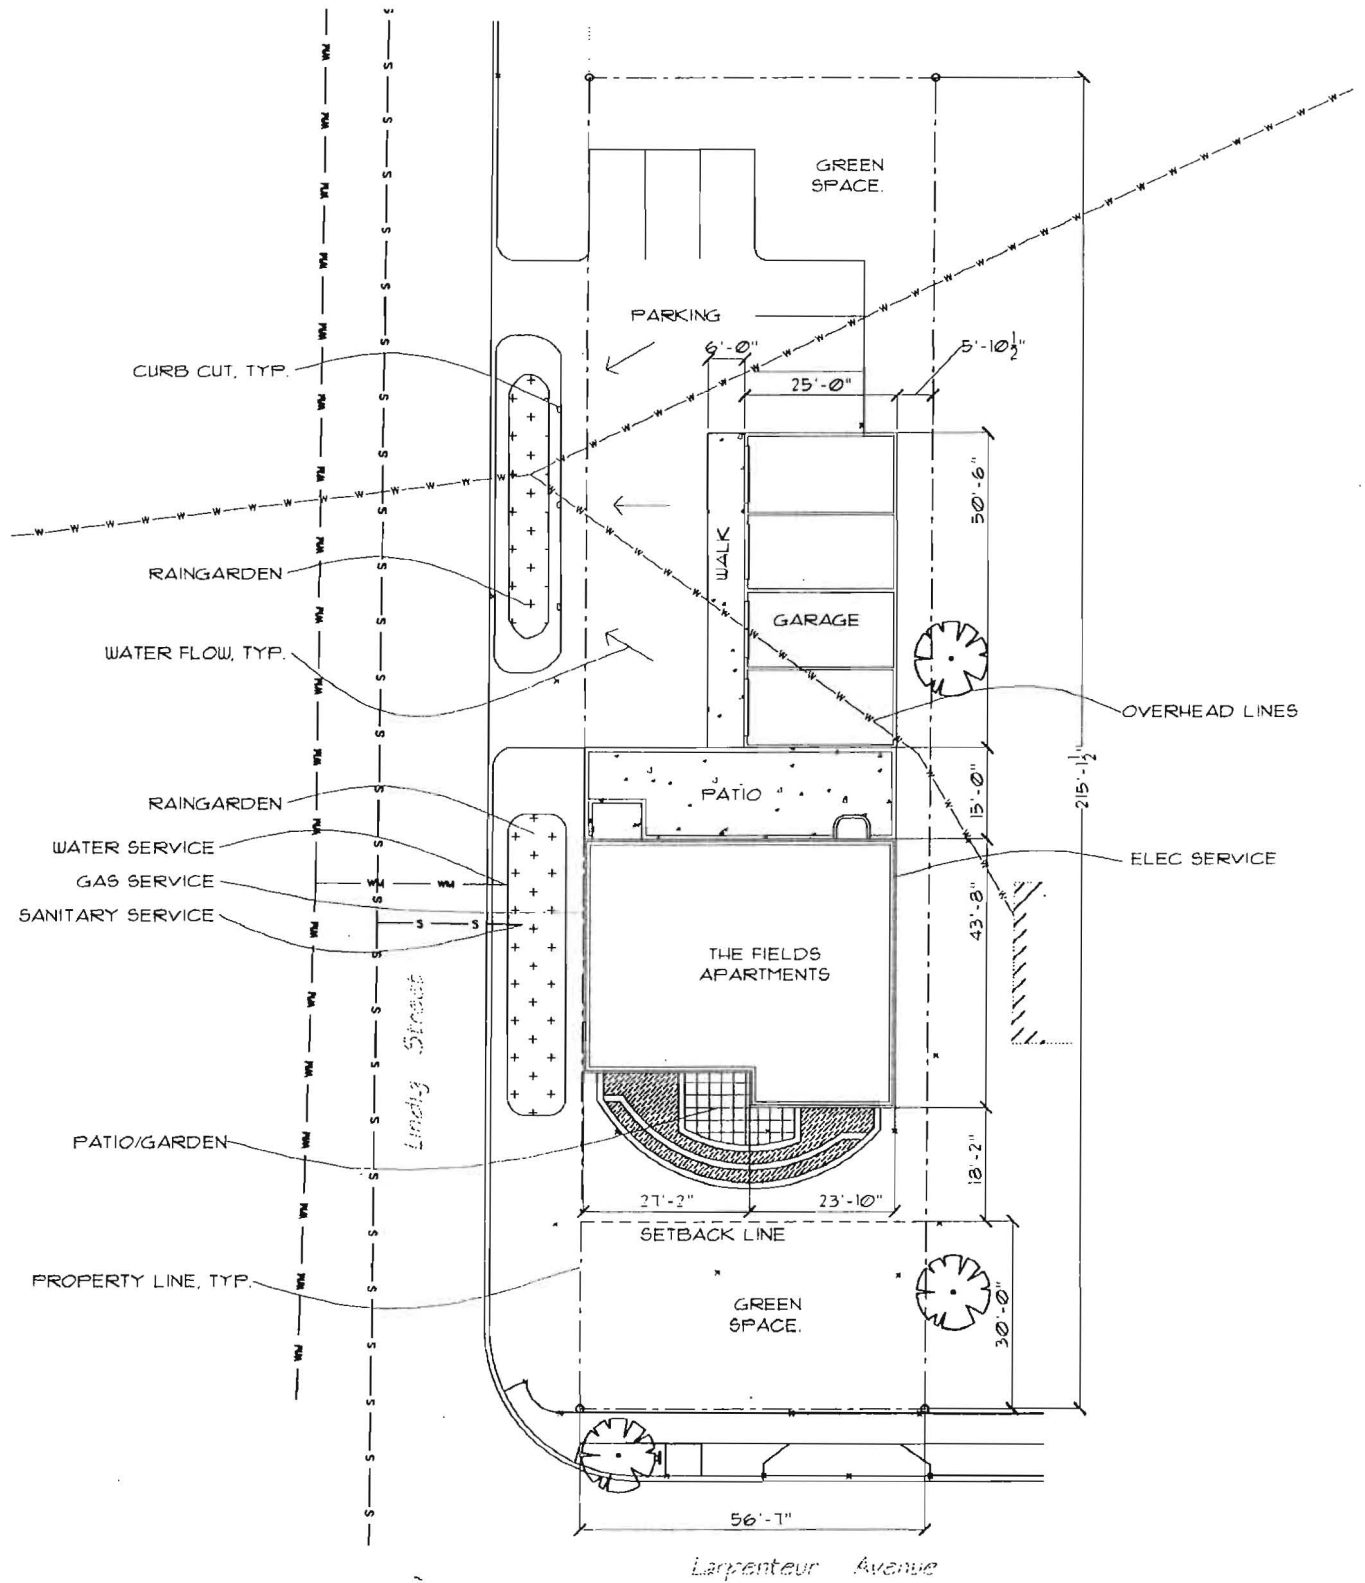 GREEN
SPACE.
PARKING
6'-0"
5'-10½"
25'-0"
CURB CUT, TYP.
50'-6"
WALK
RAINGARDEN
GARAGE
WATER FLOW, TYP.
OVERHEAD LINES
215'-1½"
PATIO
15'-0"
RAINGARDEN
WATER SERVICE
GAS SERVICE
SANITARY SERVICE
ELEC SERVICE
43'-8"
THE FIELDS
APARTMENTS
Lindig Street
PATIO/GARDEN
18'-2"
27'-2"
23'-10"
SETBACK LINE
PROPERTY LINE, TYP.
GREEN
SPACE.
30'-0"
56'-7"
Larpenteur Avenue